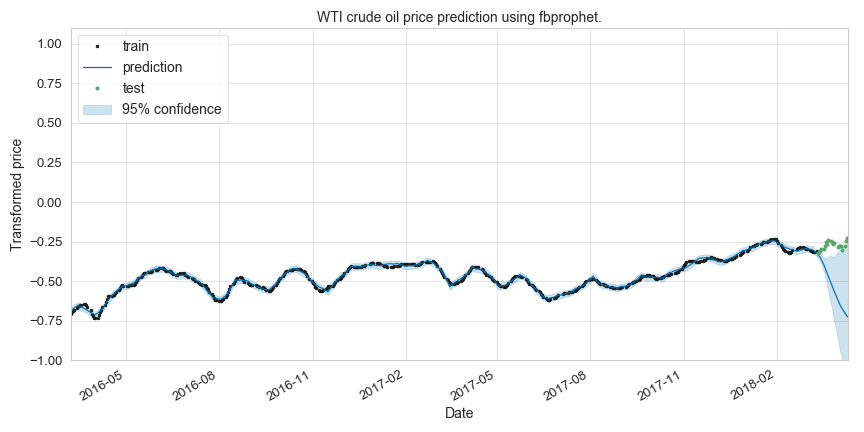 WTI crude oil price prediction using fbprophet.
train
prediction
test
95% confidence
Transformed price
1.00
0.75
0.50
0.25
0.00
−0.25
−0.50
−0.75
−1.00
2016-05
2016-08
2016-11
2017-02
2017-05
2017-08
2017-11
2018-02
Date